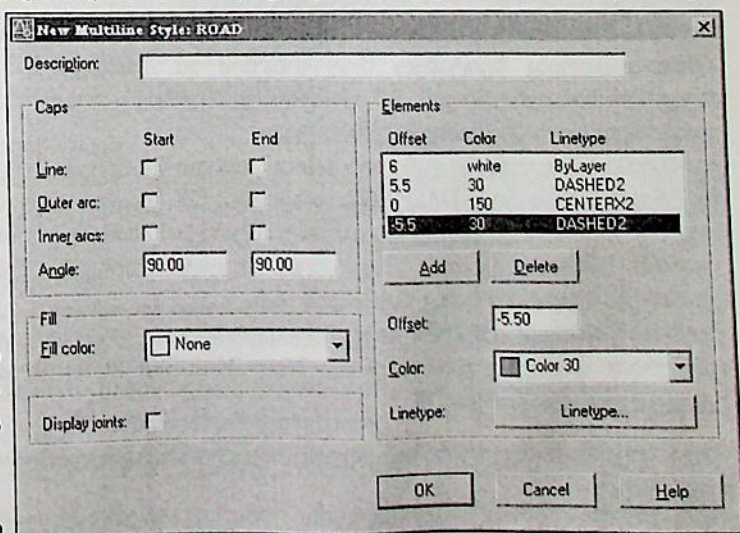 New Multiline Style: ROAD
Description:
Caps
Start End
Line:
Outer arc:
Inner arcs:
Angle: 90.00 90.00
Fill
Fill color: None
Display joints:
Elements
Offset Color Linetype
6 white ByLayer
5.5 30 DASHED2
0 150 CENTERX2
-5.5 30 DASHED2
Add Delete
Offset: -5.50
Color: Color 30
Linetype: Linetype...
OK Cancel Help